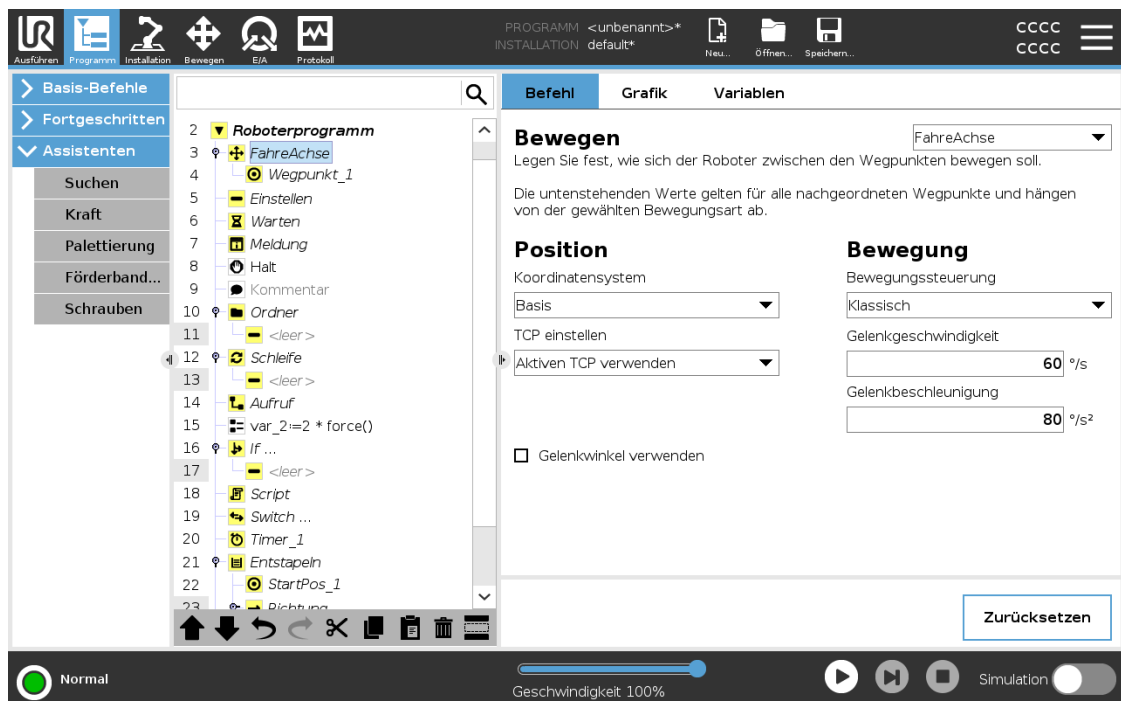 PROGRAMM <unbenannt>*
INSTALLATION default*
Ausführen Programm Installation Bewegen E/A Protokoll
Neu... Öffnen... Speichern...
cccc
cccc
Basis-Befehle
Fortgeschritten
Assistenten
Suchen
Kraft
Palettierung
Förderband...
Schrauben
2 Roboterprogramm
3 FahreAchse
4 Wegpunkt_1
5 Einstellen
6 Warten
7 Meldung
8 Halt
9 Kommentar
10 Ordner
11 <leer>
12 Schleife
13 <leer>
14 Aufruf
15 var_2:=2 * force()
16 If ...
17 <leer>
18 Script
19 Switch ...
20 Timer_1
21 Entstapeln
22 StartPos_1
23 Richtung
Befehl Grafik Variablen
Bewegen
FahreAchse
Legen Sie fest, wie sich der Roboter zwischen den Wegpunkten bewegen soll.
Die untenstehenden Werte gelten für alle nachgeordneten Wegpunkte und hängen
von der gewählten Bewegungsart ab.
Position
Koordinatensystem
Basis
TCP einstellen
Aktiven TCP verwenden
Gelenkwinkel verwenden
Bewegung
Bewegungssteuerung
Klassisch
Gelenkgeschwindigkeit
60 °/s
Gelenkbeschleunigung
80 °/s²
Zurücksetzen
Normal
Geschwindigkeit 100%
Simulation